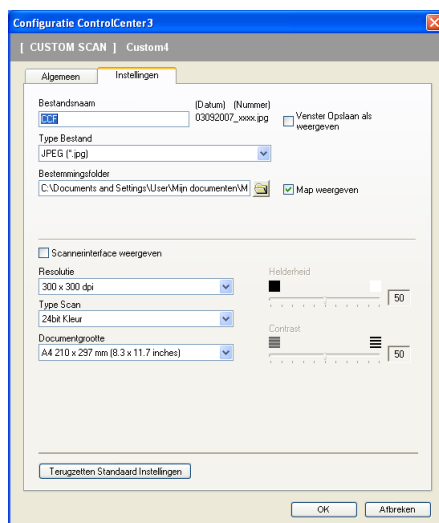 Configuratie ControlCenter3
[ CUSTOM SCAN ] Custom4
Algemeen Instellingen
Bestandsnaam (Datum) (Nummer)
CCF 03092007_xxxx.jpg Venster Opslaan als weergeven
Type Bestand
JPEG (*.jpg)
Bestemmingsfolder
C:\Documents and Settings\User\Mijn documenten\M Map weergeven
Scannerinterface weergeven
Resolutie Helderheid
300 x 300 dpi 50
Type Scan
24bit Kleur Contrast
Documentgrootte
A4 210 x 297 mm (8.3 x 11.7 inches) 50
Terugzetten Standaard Instellingen
OK Afbreken